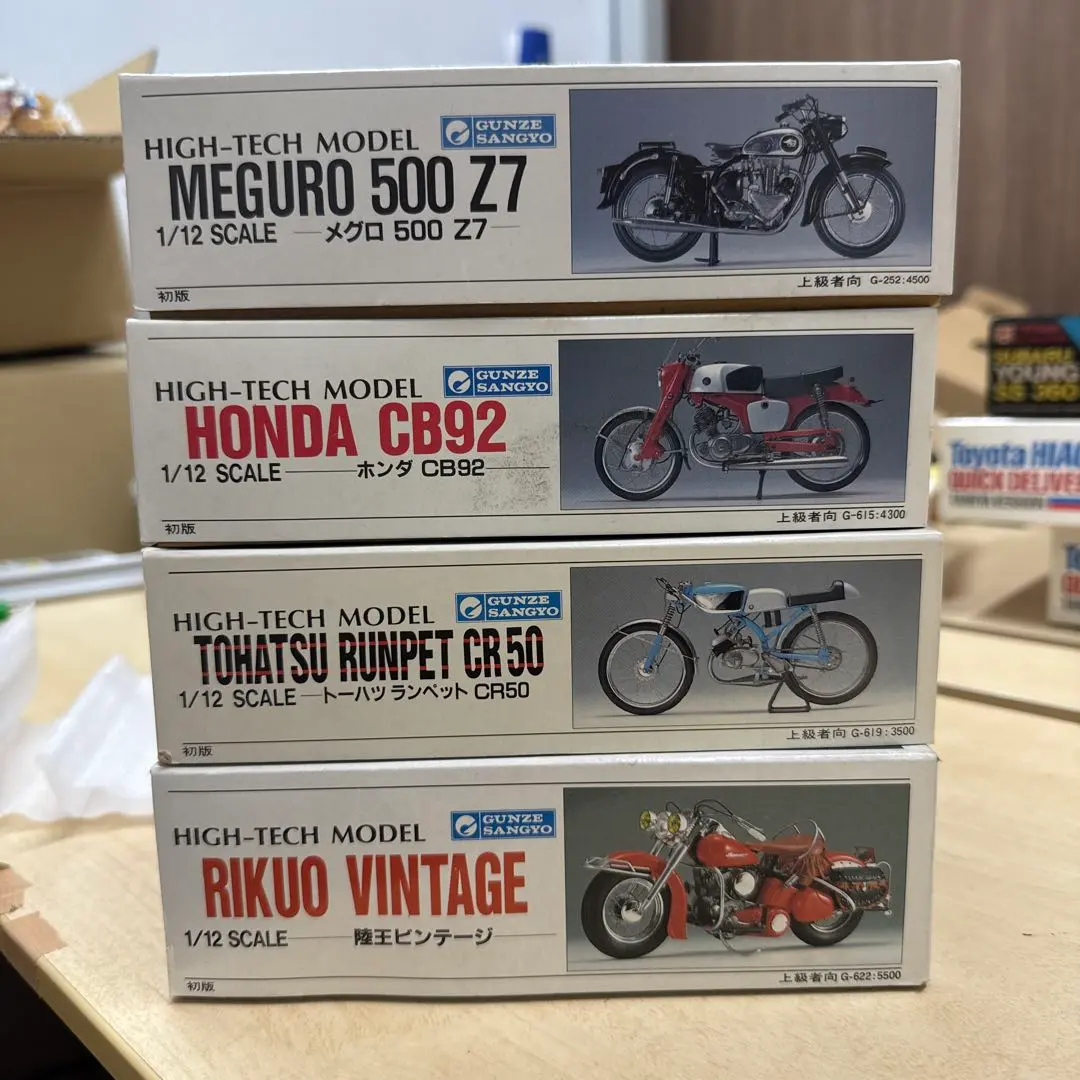 HIGH-TECH MODEL
GUNZE
SANGYO
MEGURO 500 Z7
1/12 SCALE メグロ 500 Z7
初版
上級者向 G-252:4500
HIGH-TECH MODEL
GUNZE
SANGYO
HONDA CB92
1/12 SCALE ホンダ CB92
初版
上級者向 G-615:4300
HIGH-TECH MODEL
GUNZE
SANGYO
TOHATSU RUNPET CR50
1/12 SCALE トーハツ ランペット CR50
初版
上級者向 G-619:3500
HIGH-TECH MODEL
GUNZE
SANGYO
RIKUO VINTAGE
1/12 SCALE 陸王ビンテージ
初版
上級者向 G-622:5500
SUBARU
YOUNG
SS 360
Toyota
QUICK